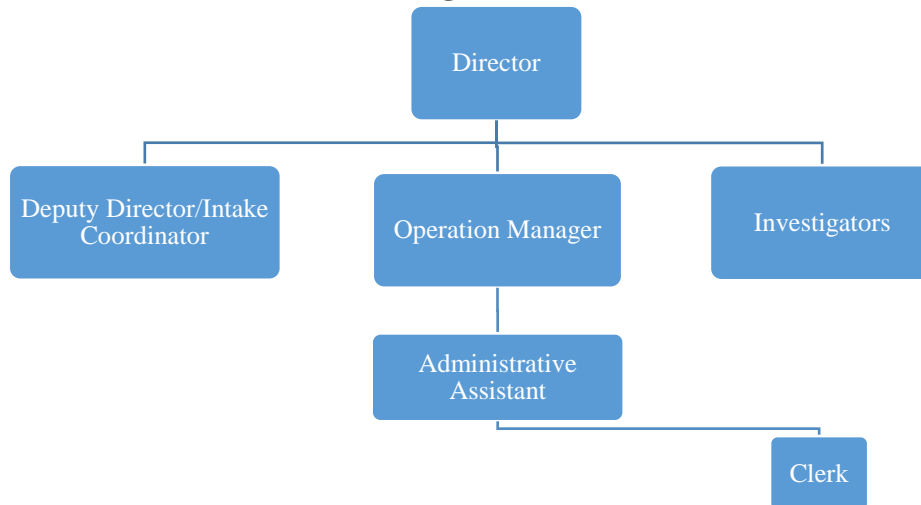 Director
Deputy Director/Intake
Coordinator
Operation Manager
Investigators
Administrative
Assistant
Clerk